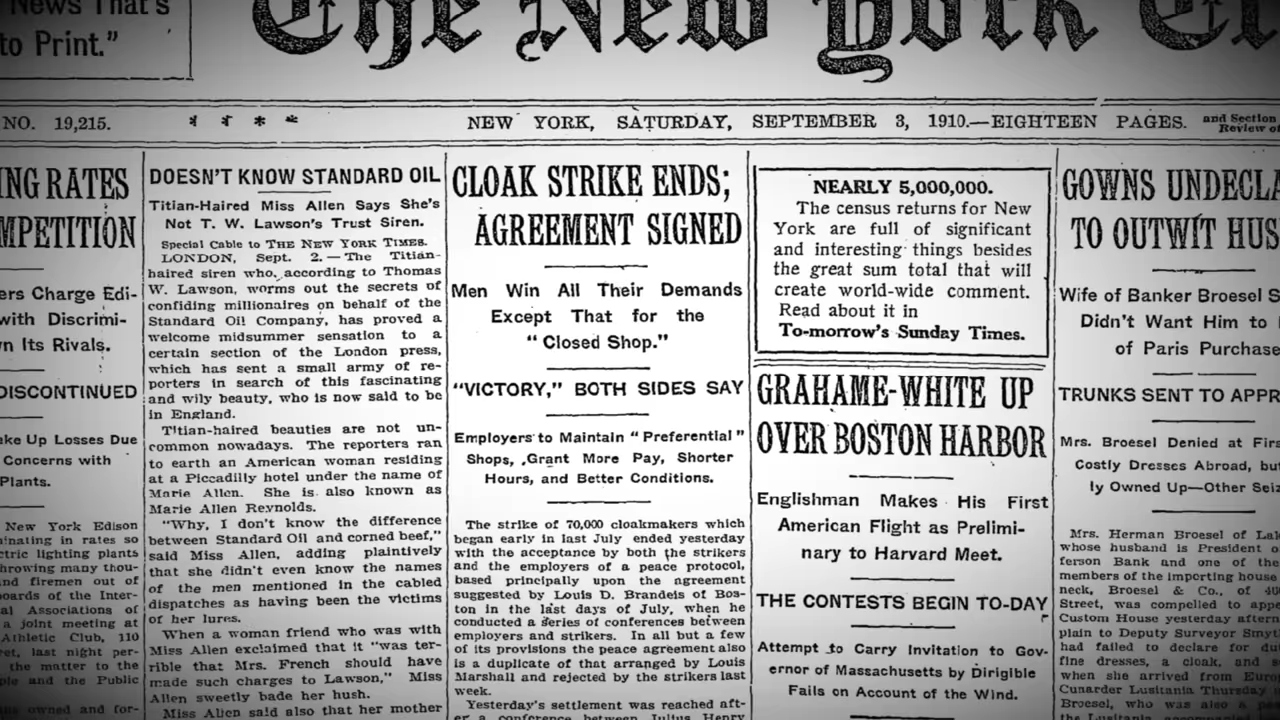 News That's
to Print."
The New York
NO. 19,215.
* * * *
NEW YORK, SATURDAY, SEPTEMBER 3, 1910.—EIGHTEEN PAGES.
and Section
Review of
ING RATES
MPETITION
ers Charge Edi-
with Discrimi-
n Its Rivals.
DISCONTINUED
ake Up Losses Due
Concerns with
Plants.
New York Edison
inating in rates so
ctric lighting plants
throwing many thou-
nd firemen out of
boards of the Inter-
al Associations of
a joint meeting at
Athletic Club, 110
et, last night per-
the matter to the
ple and the Public
owned and for-
DOESN'T KNOW STANDARD OIL
Titian-Haired Miss Allen Says She's
Not T. W. Lawson's Trust Siren.
Special Cable to THE NEW YORK TIMES.
LONDON, Sept. 2.—The Titian-
haired siren who, according to Thomas
W. Lawson, worms out the secrets of
confiding millionaires on behalf of the
Standard Oil Company, has proved a
welcome midsummer sensation to a
certain section of the London press,
which has sent a small army of re-
porters in search of this fascinating
and wily beauty, who is now said to be
in England.
Titian-haired beauties are not un-
common nowadays. The reporters ran
to earth an American woman residing
at a Piccadilly hotel under the name of
Marie Allen. She is also known as
Marie Allen Reynolds.
"Why, I don't know the difference
between Standard Oil and corned beef,"
said Miss Allen, adding plaintively
that she didn't even know the names
of the men mentioned in the cabled
dispatches as having been the victims
of her lures.
When a woman friend who was with
Miss Allen exclaimed that it "was ter-
rible that Mrs. French should have
made such charges to Lawson," Miss
Allen sweetly bade her hush.
Miss Allen said also that her mother
CLOAK STRIKE ENDS;
AGREEMENT SIGNED
Men Win All Their Demands
Except That for the
"Closed Shop."
"VICTORY," BOTH SIDES SAY
Employers to Maintain "Preferential"
Shops, Grant More Pay, Shorter
Hours, and Better Conditions.
The strike of 70,000 cloakmakers which
began early in last July ended yesterday
with the acceptance by both the strikers
and the employers of a peace protocol,
based principally upon the agreement
suggested by Louis D. Brandeis of Bos-
ton in the last days of July, when he
conducted a series of conferences between
employers and strikers. In all but a few
of its provisions the peace agreement also
is a duplicate of that arranged by Louis
Marshall and rejected by the strikers last
week.
Yesterday's settlement was reached aft-
er a conference between Julius Henry
NEARLY 5,000,000.
The census returns for New
York are full of significant
and interesting things besides
the great sum total that will
create world-wide comment.
Read about it in
To-morrow's Sunday Times.
GRAHAME-WHITE UP
OVER BOSTON HARBOR
Englishman Makes His First
American Flight as Prelimi-
nary to Harvard Meet.
THE CONTESTS BEGIN TO-DAY
Attempt to Carry Invitation to Gov-
ernor of Massachusetts by Dirigible
Fails on Account of the Wind.
GOWNS UNDECLA
TO OUTWIT HUS
Wife of Banker Broesel S
Didn't Want Him to
of Paris Purchase
TRUNKS SENT TO APPR
Mrs. Broesel Denied at Firs
Costly Dresses Abroad, but
ly Owned Up—Other Seiz
Mrs. Herman Broesel of Lak
whose husband is President o
ferson Bank and one of the
members of the importing house
neck, Broesel & Co., of 40
Street, was compelled to appe
Custom House yesterday aftern
plain to Deputy Surveyor Smyt
had failed to declare for du
fine dresses, a cloak, and s
when she arrived from Europ
Cunarder Lusitania Thursday
Broesel, who was also a pa
the Lusitania